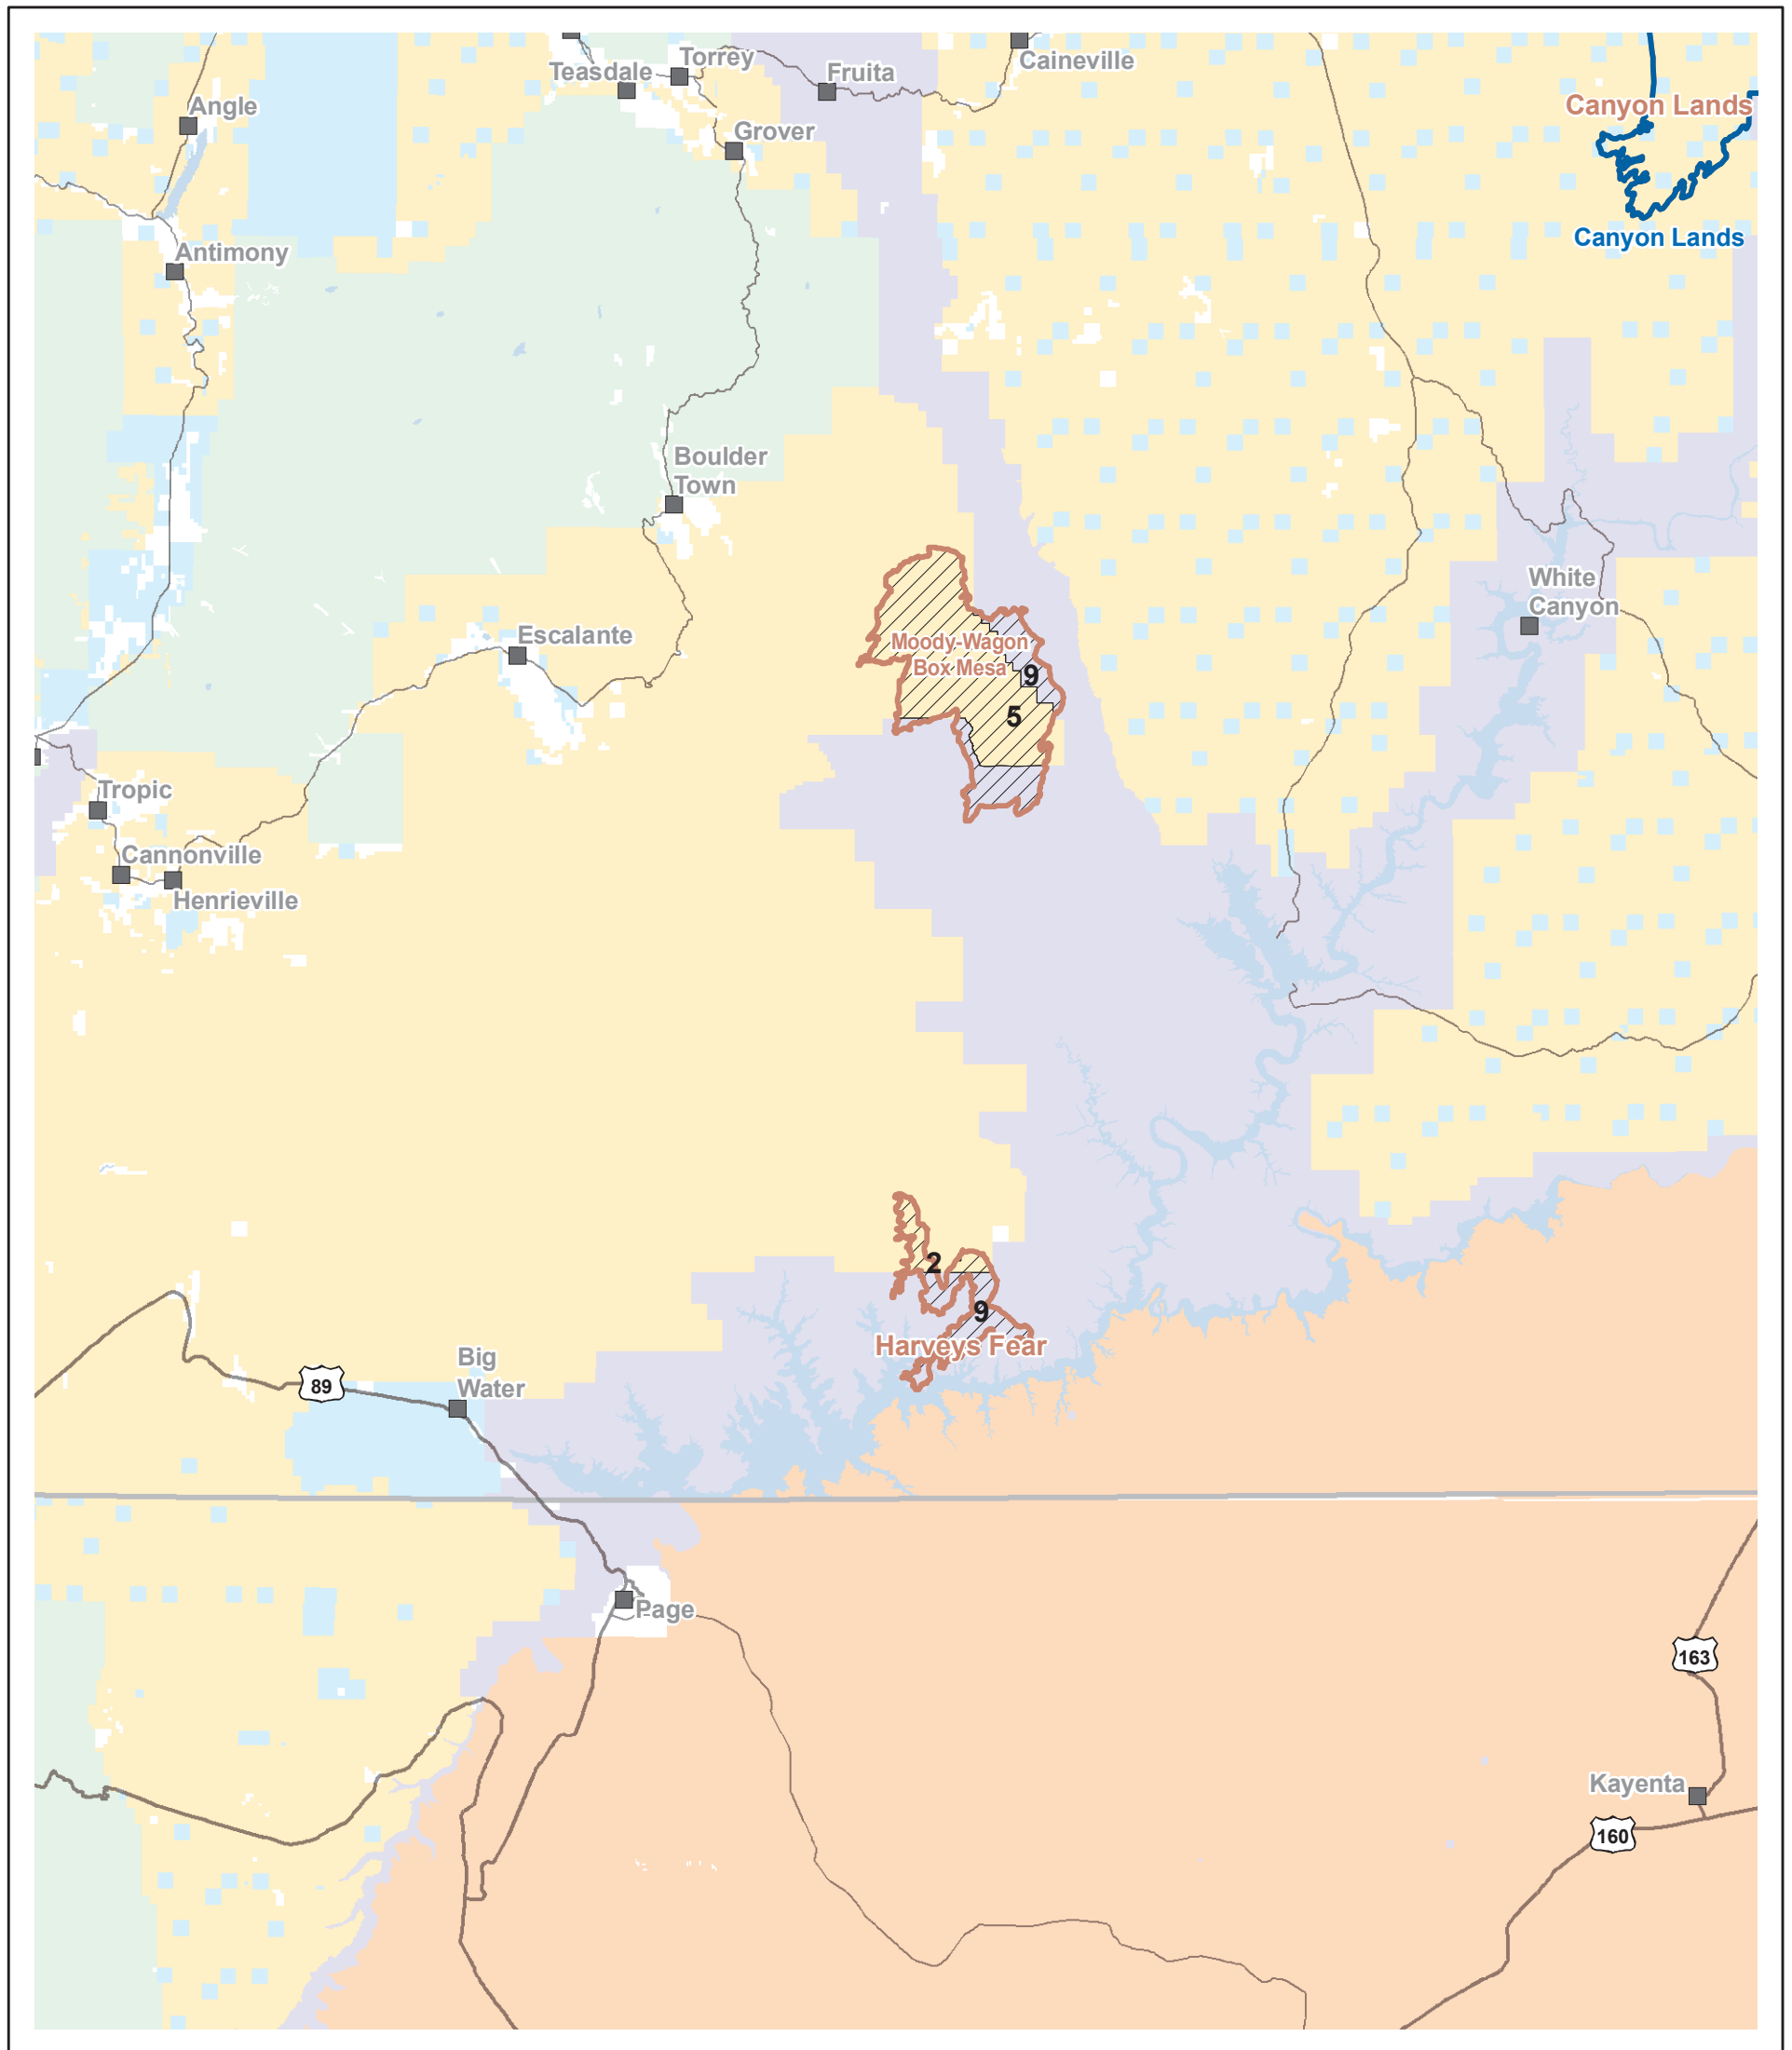 Torrey
Teasdale
Fruita
Caineville
Canyon Lands
Angle
Grover
Canyon Lands
Antimony
Boulder
Town
White
Canyon
Escalante
Moody-Wagon
Box Mesa
9
5
Tropic
Cannonville
Henrieville
2
9
Harveys Fear
Big
Water
89
Page
163
Kayenta
160